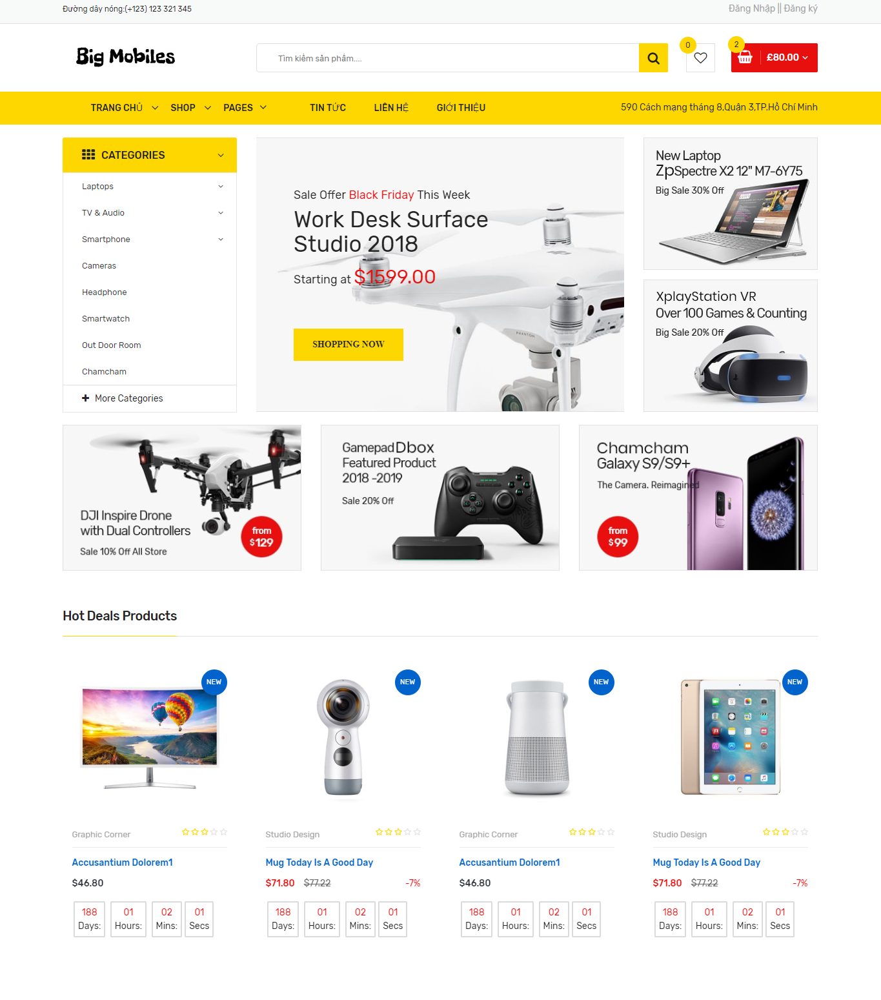 Đường dây nóng:(+123) 123 321 345
Đăng Nhập || Đăng ký
Big Mobiles
Tìm kiếm sản phẩm....
0
2
£80.00
TRANG CHỦ
SHOP
PAGES
TIN TỨC
LIÊN HỆ
GIỚI THIỆU
590 Cách mạng tháng 8,Quận 3,TP.Hồ Chí Minh
CATEGORIES
Laptops
TV & Audio
Smartphone
Cameras
Headphone
Smartwatch
Out Door Room
Chamcham
More Categories
Sale Offer Black Friday This Week
Work Desk Surface
Studio 2018
Starting at $1599.00
SHOPPING NOW
PHANTOM
New Laptop
ZpSpectre X2 12" M7-6Y75
Big Sale 30% Off
XplayStation VR
Over 100 Games & Counting
Big Sale 20% Off
DJI Inspire Drone
with Dual Controllers
Sale 10% Off All Store
from
$129
Gamepad Dbox
Featured Product
2018 -2019
Sale 20% Off
Chamcham
Galaxy S9/S9+
The Camera. Reimagined
from
$99
Hot Deals Products
NEW
NEW
NEW
NEW
Graphic Corner
Studio Design
Graphic Corner
Studio Design
Accusantium Dolorem1
Mug Today Is A Good Day
Accusantium Dolorem1
Mug Today Is A Good Day
$46.80
$71.80 $77.22 -7%
$46.80
$71.80 $77.22 -7%
188 01 02 01
Days: Hours: Mins: Secs
188 01 02 01
Days: Hours: Mins: Secs
188 01 02 01
Days: Hours: Mins: Secs
188 01 02 01
Days: Hours: Mins: Secs